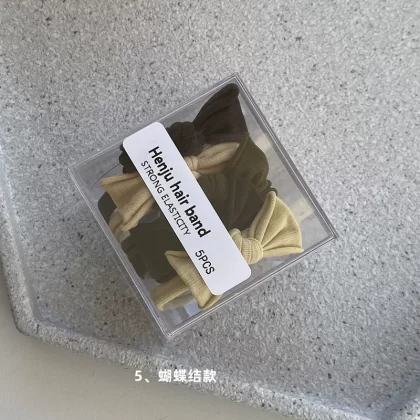 Henju hair band
STRONG ELASTICITY
5PCS
5、蝴蝶结款